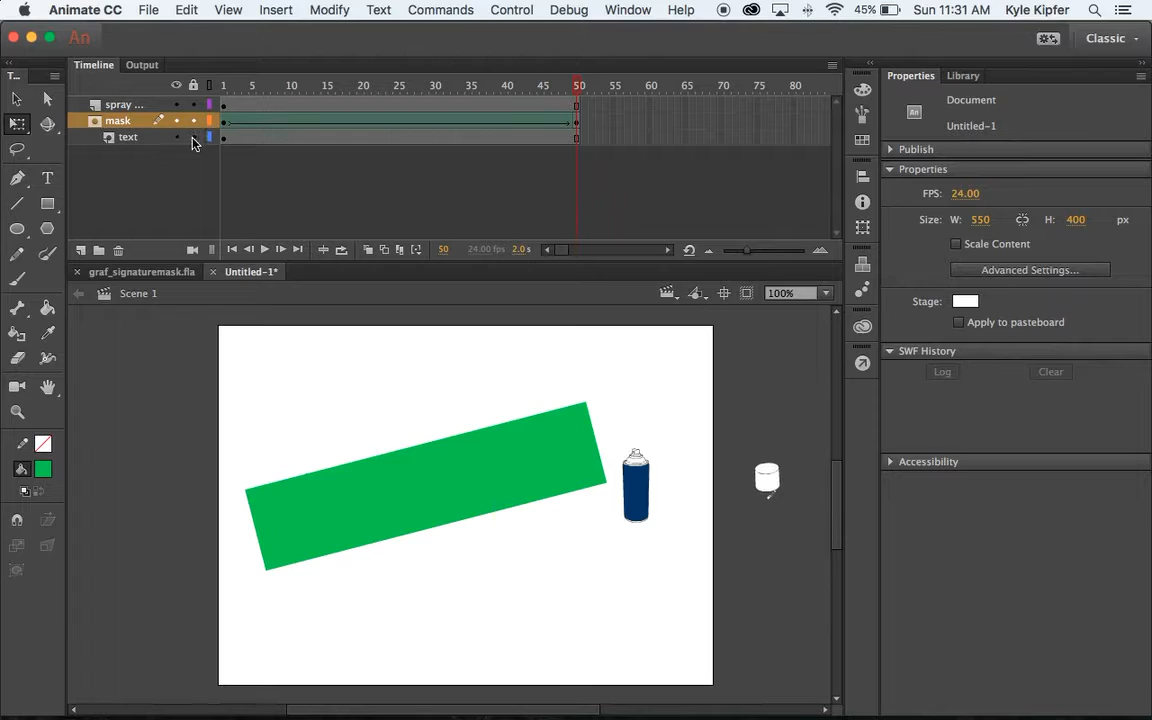 Animate CC File Edit View Insert Modify Text Commands Control Debug Window Help 45% Sun 11:31 AM Kyle Kipfer
An Classic
T... Timeline Output Properties Library
1 5 10 15 20 25 30 35 40 45 50 55 60 65 70 75 80
spray ...
mask
text
Document
Untitled-1
Publish
Properties
FPS: 24.00
Size: W: 550 H: 400 px
Scale Content
50 24.00 fps 2.0 s
Advanced Settings...
graf_signaturemask.fla Untitled-1*
Scene 1 100%
Stage:
Apply to pasteboard
SWF History
Log Clear
Accessibility
T